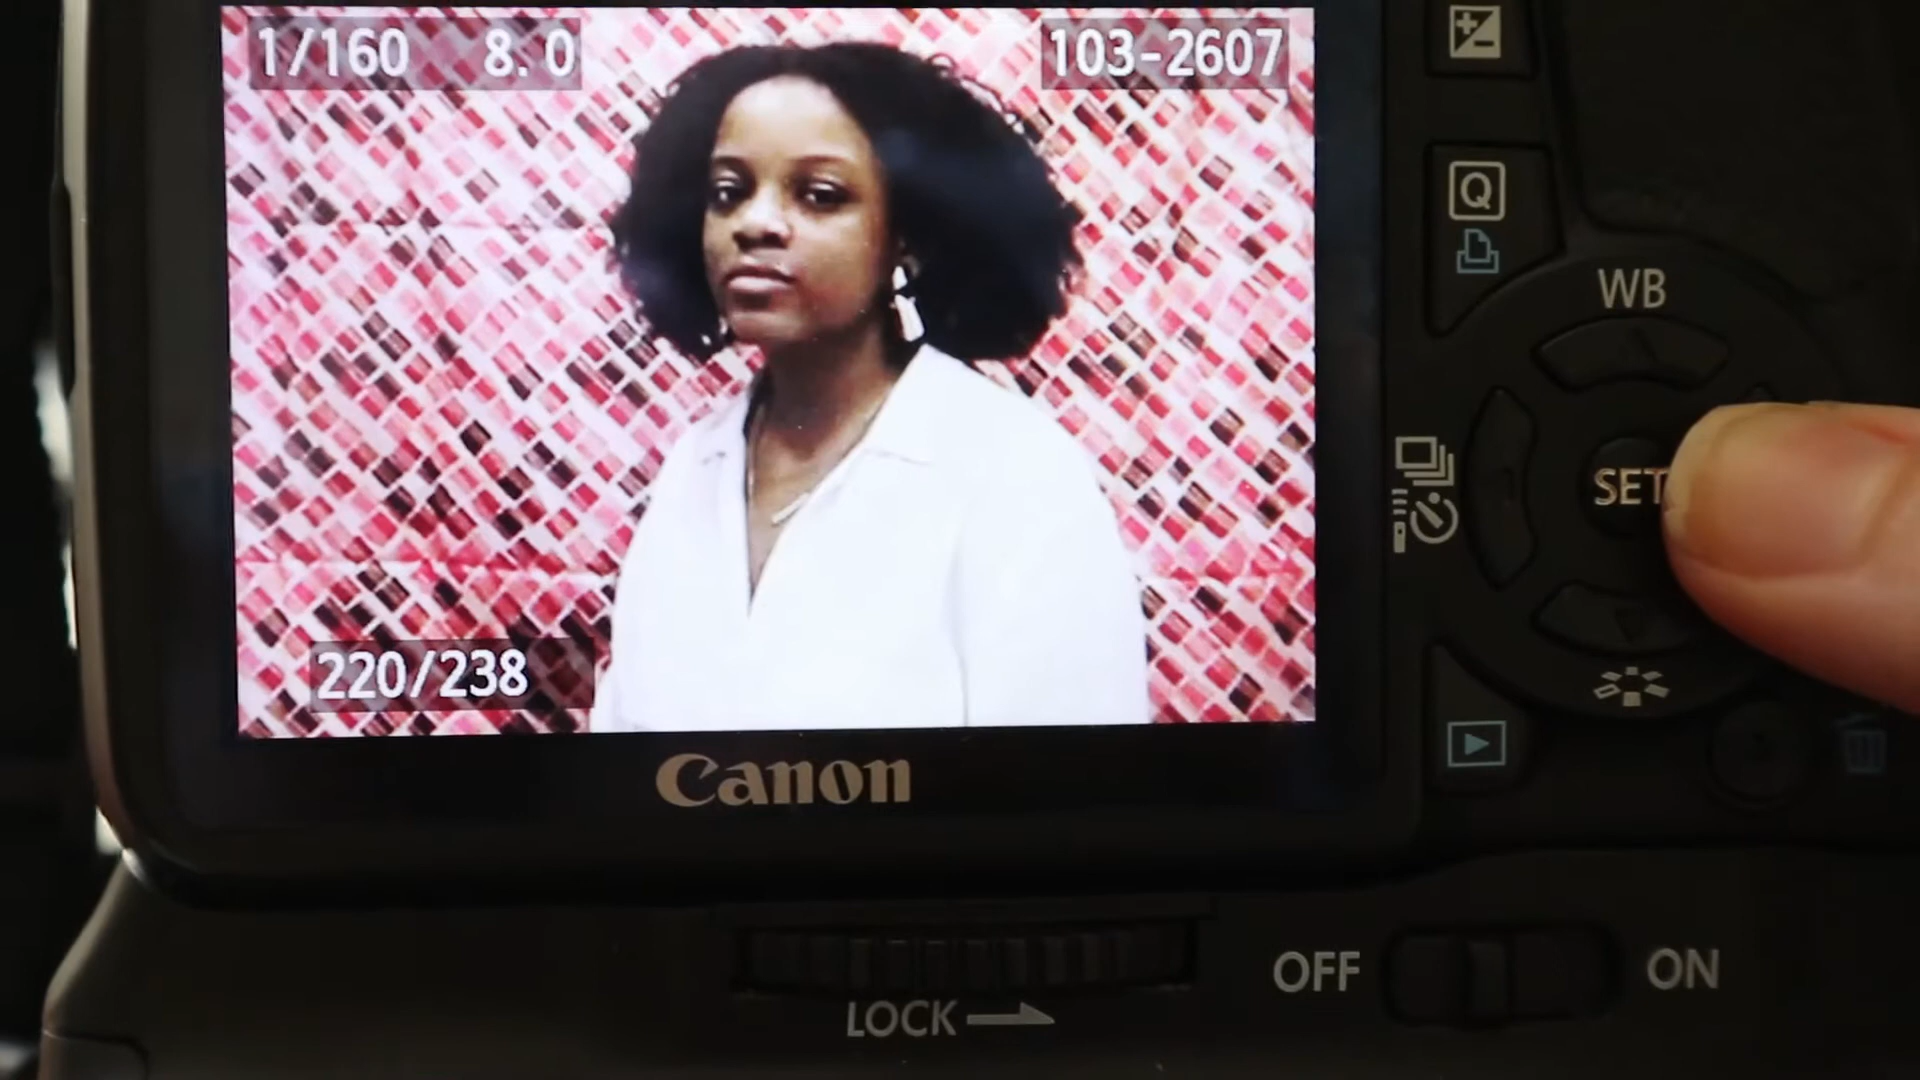 1/160 8.0 103-2607
Q
WB
SET
220/238
Canon
OFF ON
LOCK